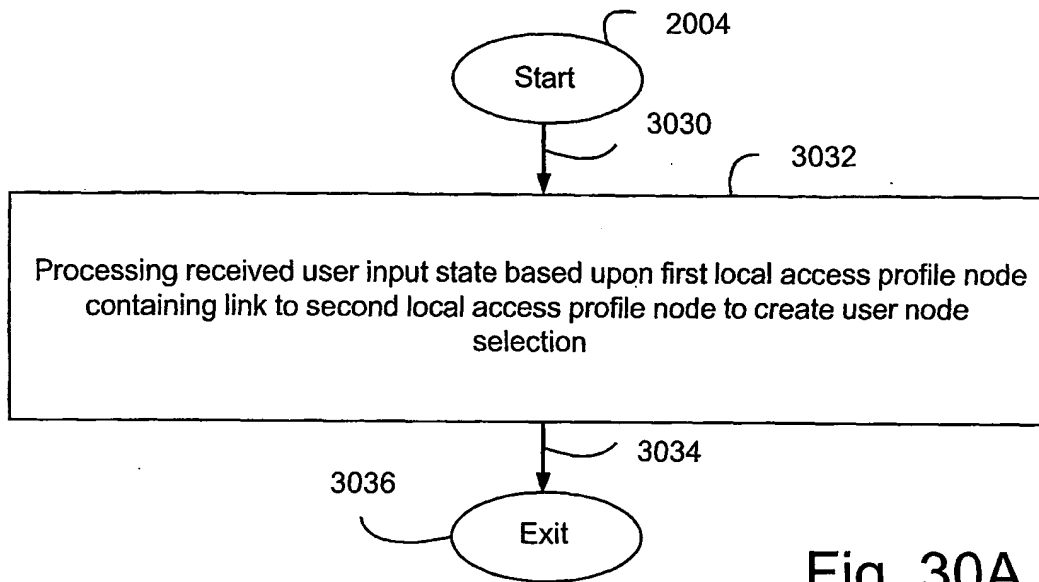 2004
Start
3030
3032
Processing received user input state based upon first local access profile node
containing link to second local access profile node to create user node
selection
3034
3036
Exit
Fig. 30A